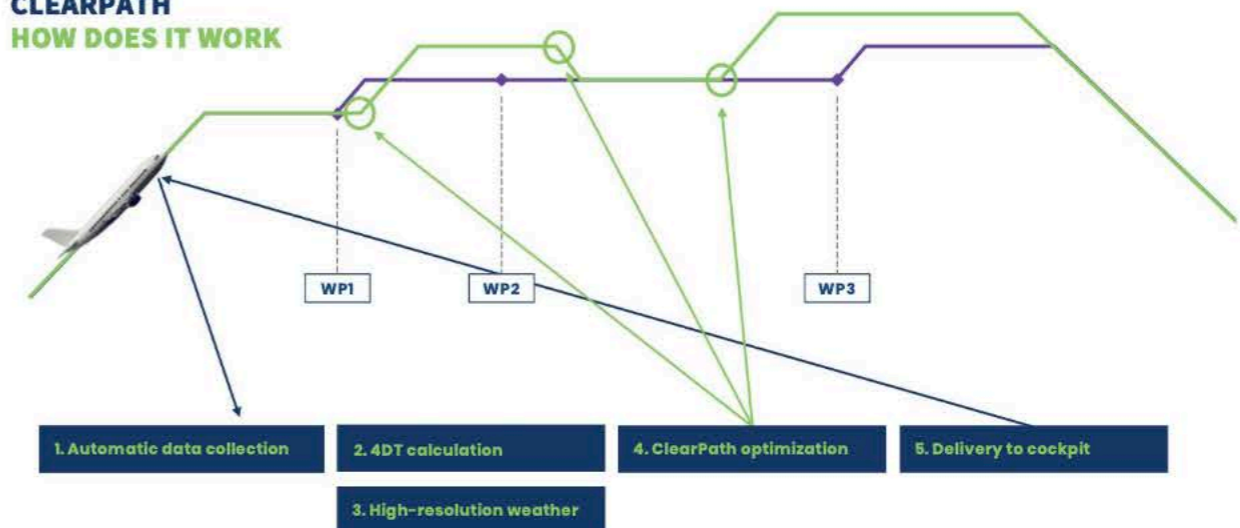 CLEARPATH
HOW DOES IT WORK
WP1
WP2
WP3
1. Automatic data collection
2. 4DT calculation
4. ClearPath optimization
5. Delivery to cockpit
3. High-resolution weather